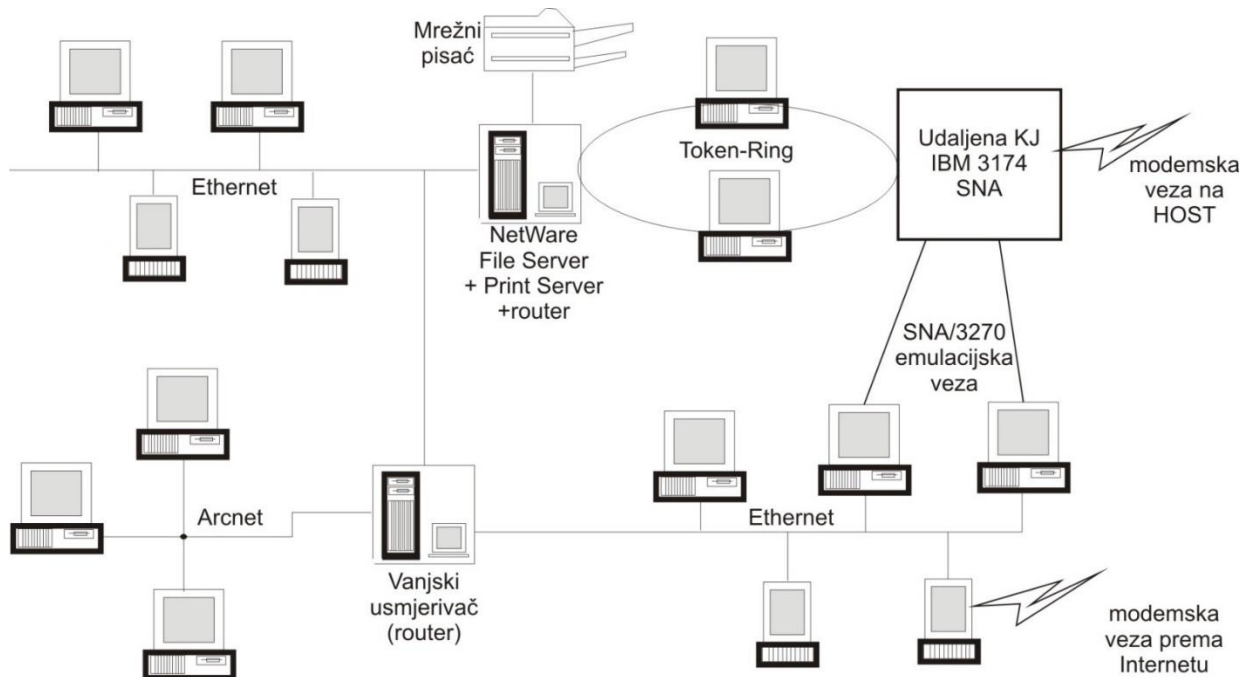 Mrežni
pisač
Ethernet
Token-Ring
Udaljena KJ
IBM 3174
SNA
modemska
veza na
HOST
NetWare
File Server
+ Print Server
+router
SNA/3270
emulacijska
veza
Arcnet
Ethernet
Vanjski
usmjerivač
(router)
modemska
veza prema
Internetu